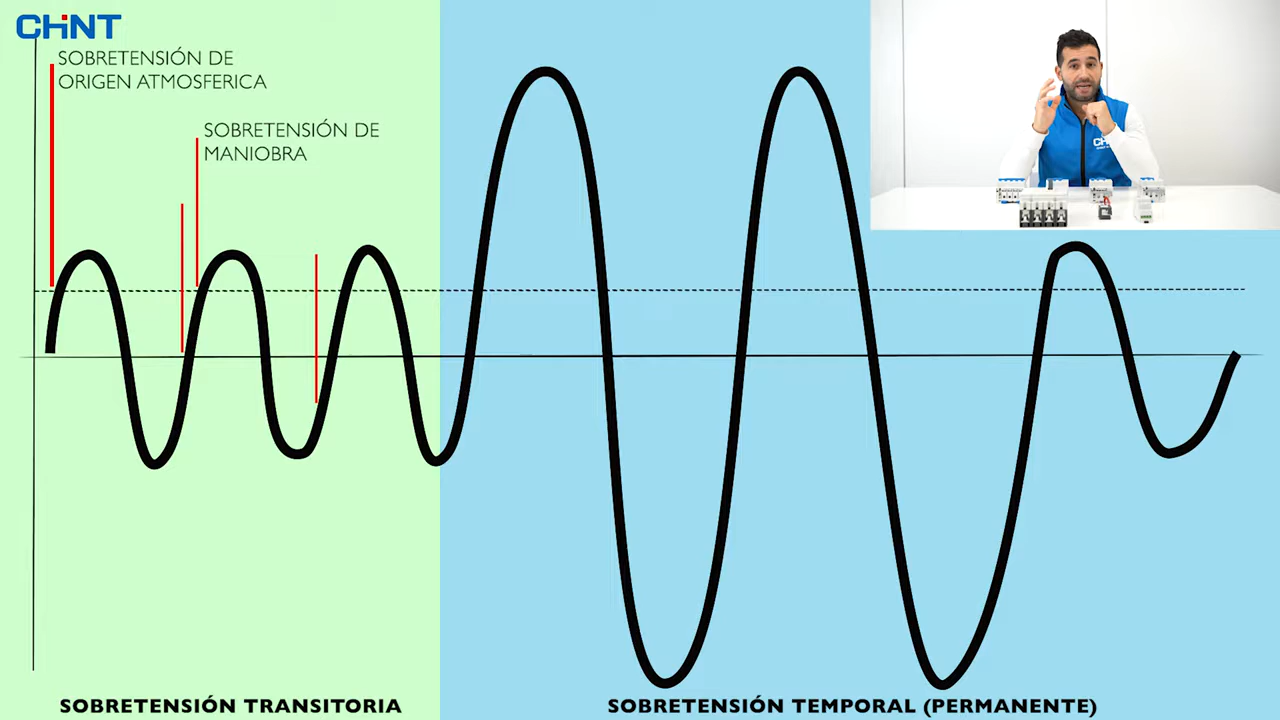 CHiNT
SOBRETENSIÓN DE
ORIGEN ATMOSFERICA
SOBRETENSIÓN DE
MANIOBRA
SOBRETENSIÓN TRANSITORIA
SOBRETENSIÓN TEMPORAL (PERMANENTE)